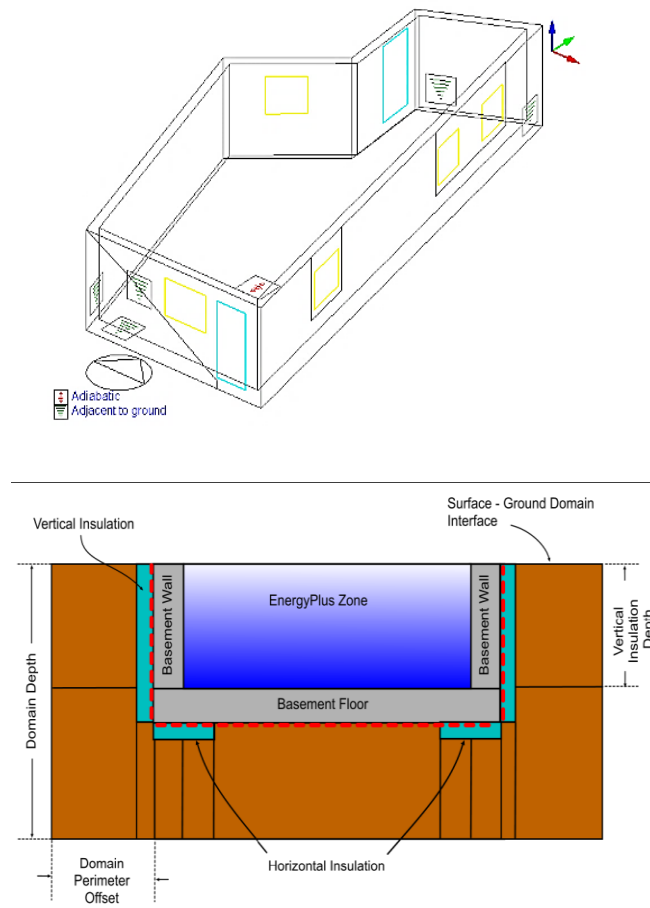 Adiabatic
Adjacent to ground
Surface - Ground Domain
Interface
Vertical Insulation
EnergyPlus Zone
Basement Wall
Basement Wall
Basement Floor
Domain Depth
Vertical
Insulation
Depth
Horizontal Insulation
Domain
Perimeter
Offset